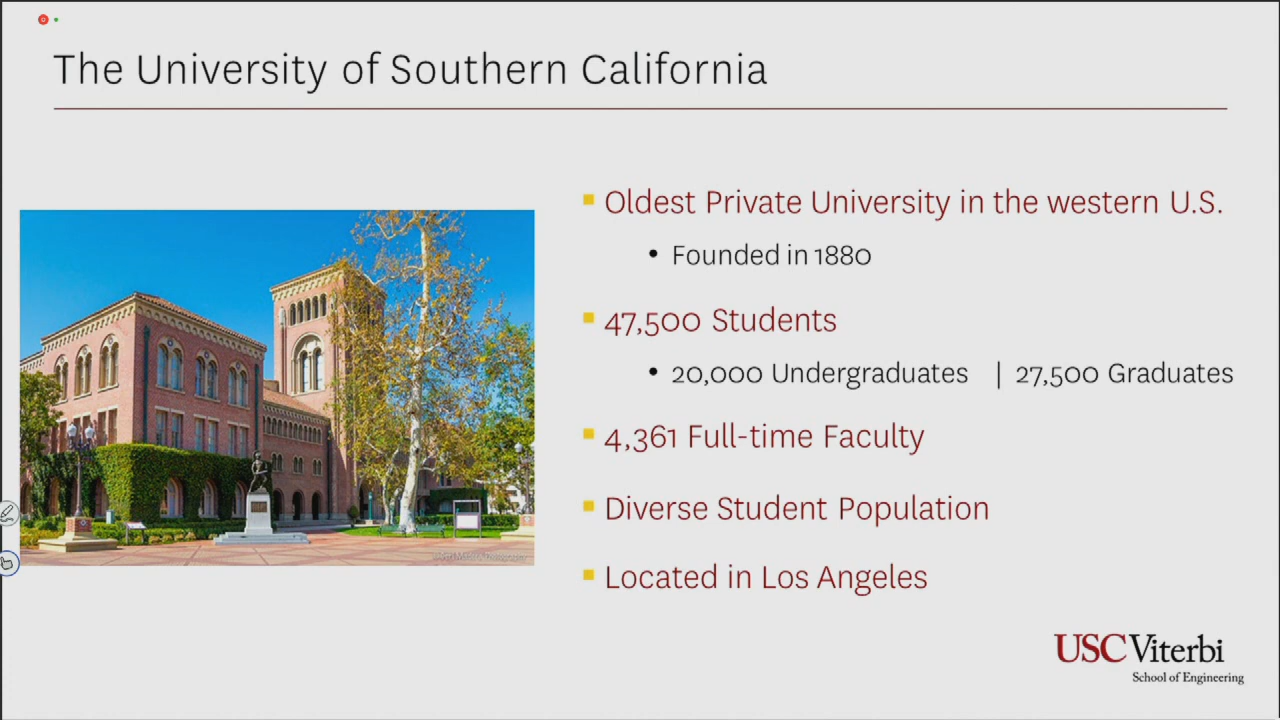 The University of Southern California
Oldest Private University in the western U.S.
• Founded in 1880
47,500 Students
• 20,000 Undergraduates | 27,500 Graduates
4,361 Full-time Faculty
Diverse Student Population
Located in Los Angeles
USC Viterbi
School of Engineering